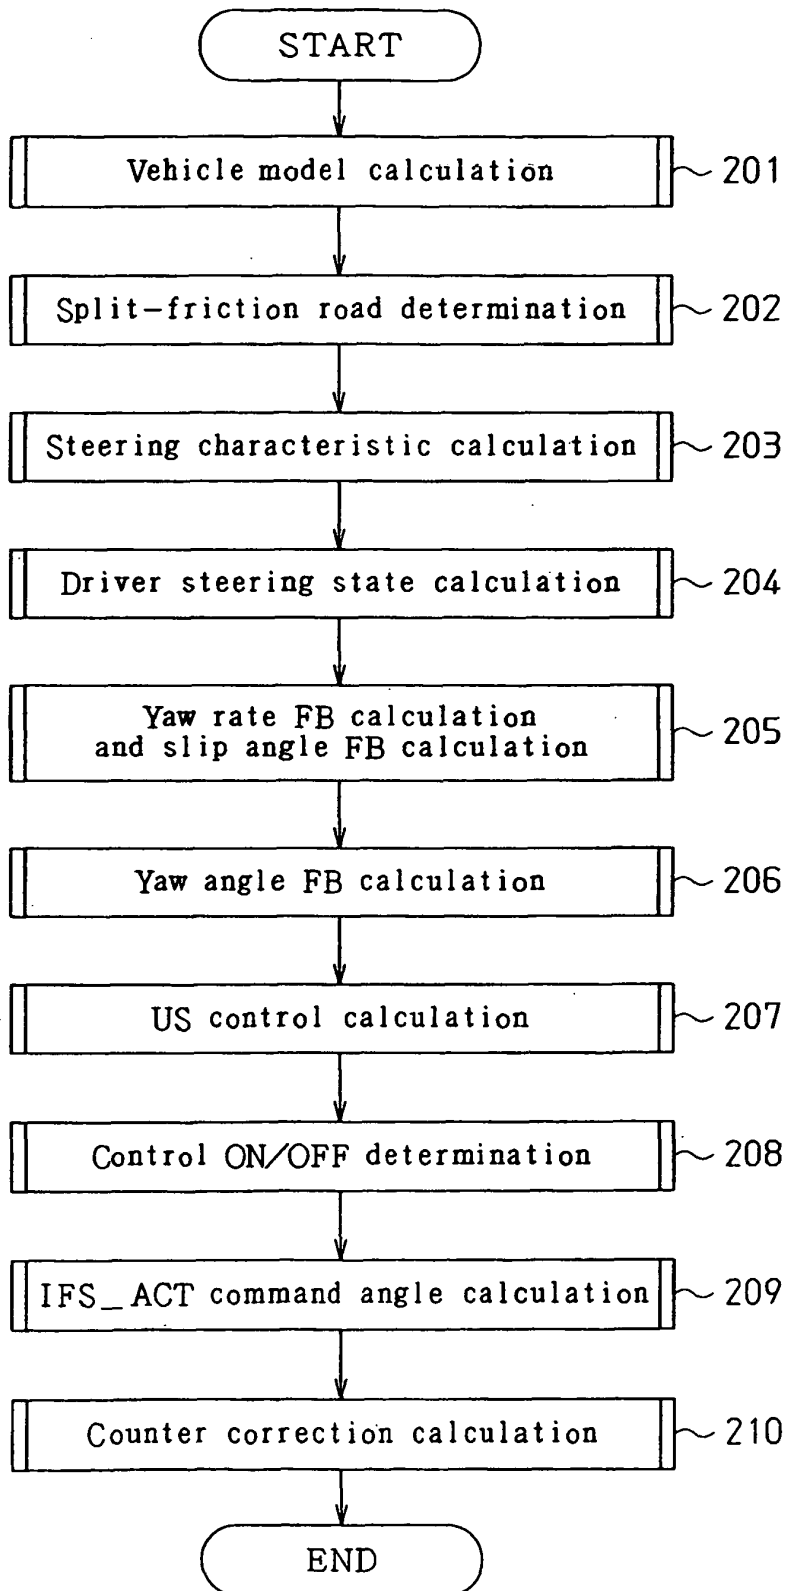 START
Vehicle model calculation 201
Split-friction road determination 202
Steering characteristic calculation 203
Driver steering state calculation 204
Yaw rate FB calculation
and slip angle FB calculation 205
Yaw angle FB calculation 206
US control calculation 207
Control ON/OFF determination 208
IFS_ACT command angle calculation 209
Counter correction calculation 210
END